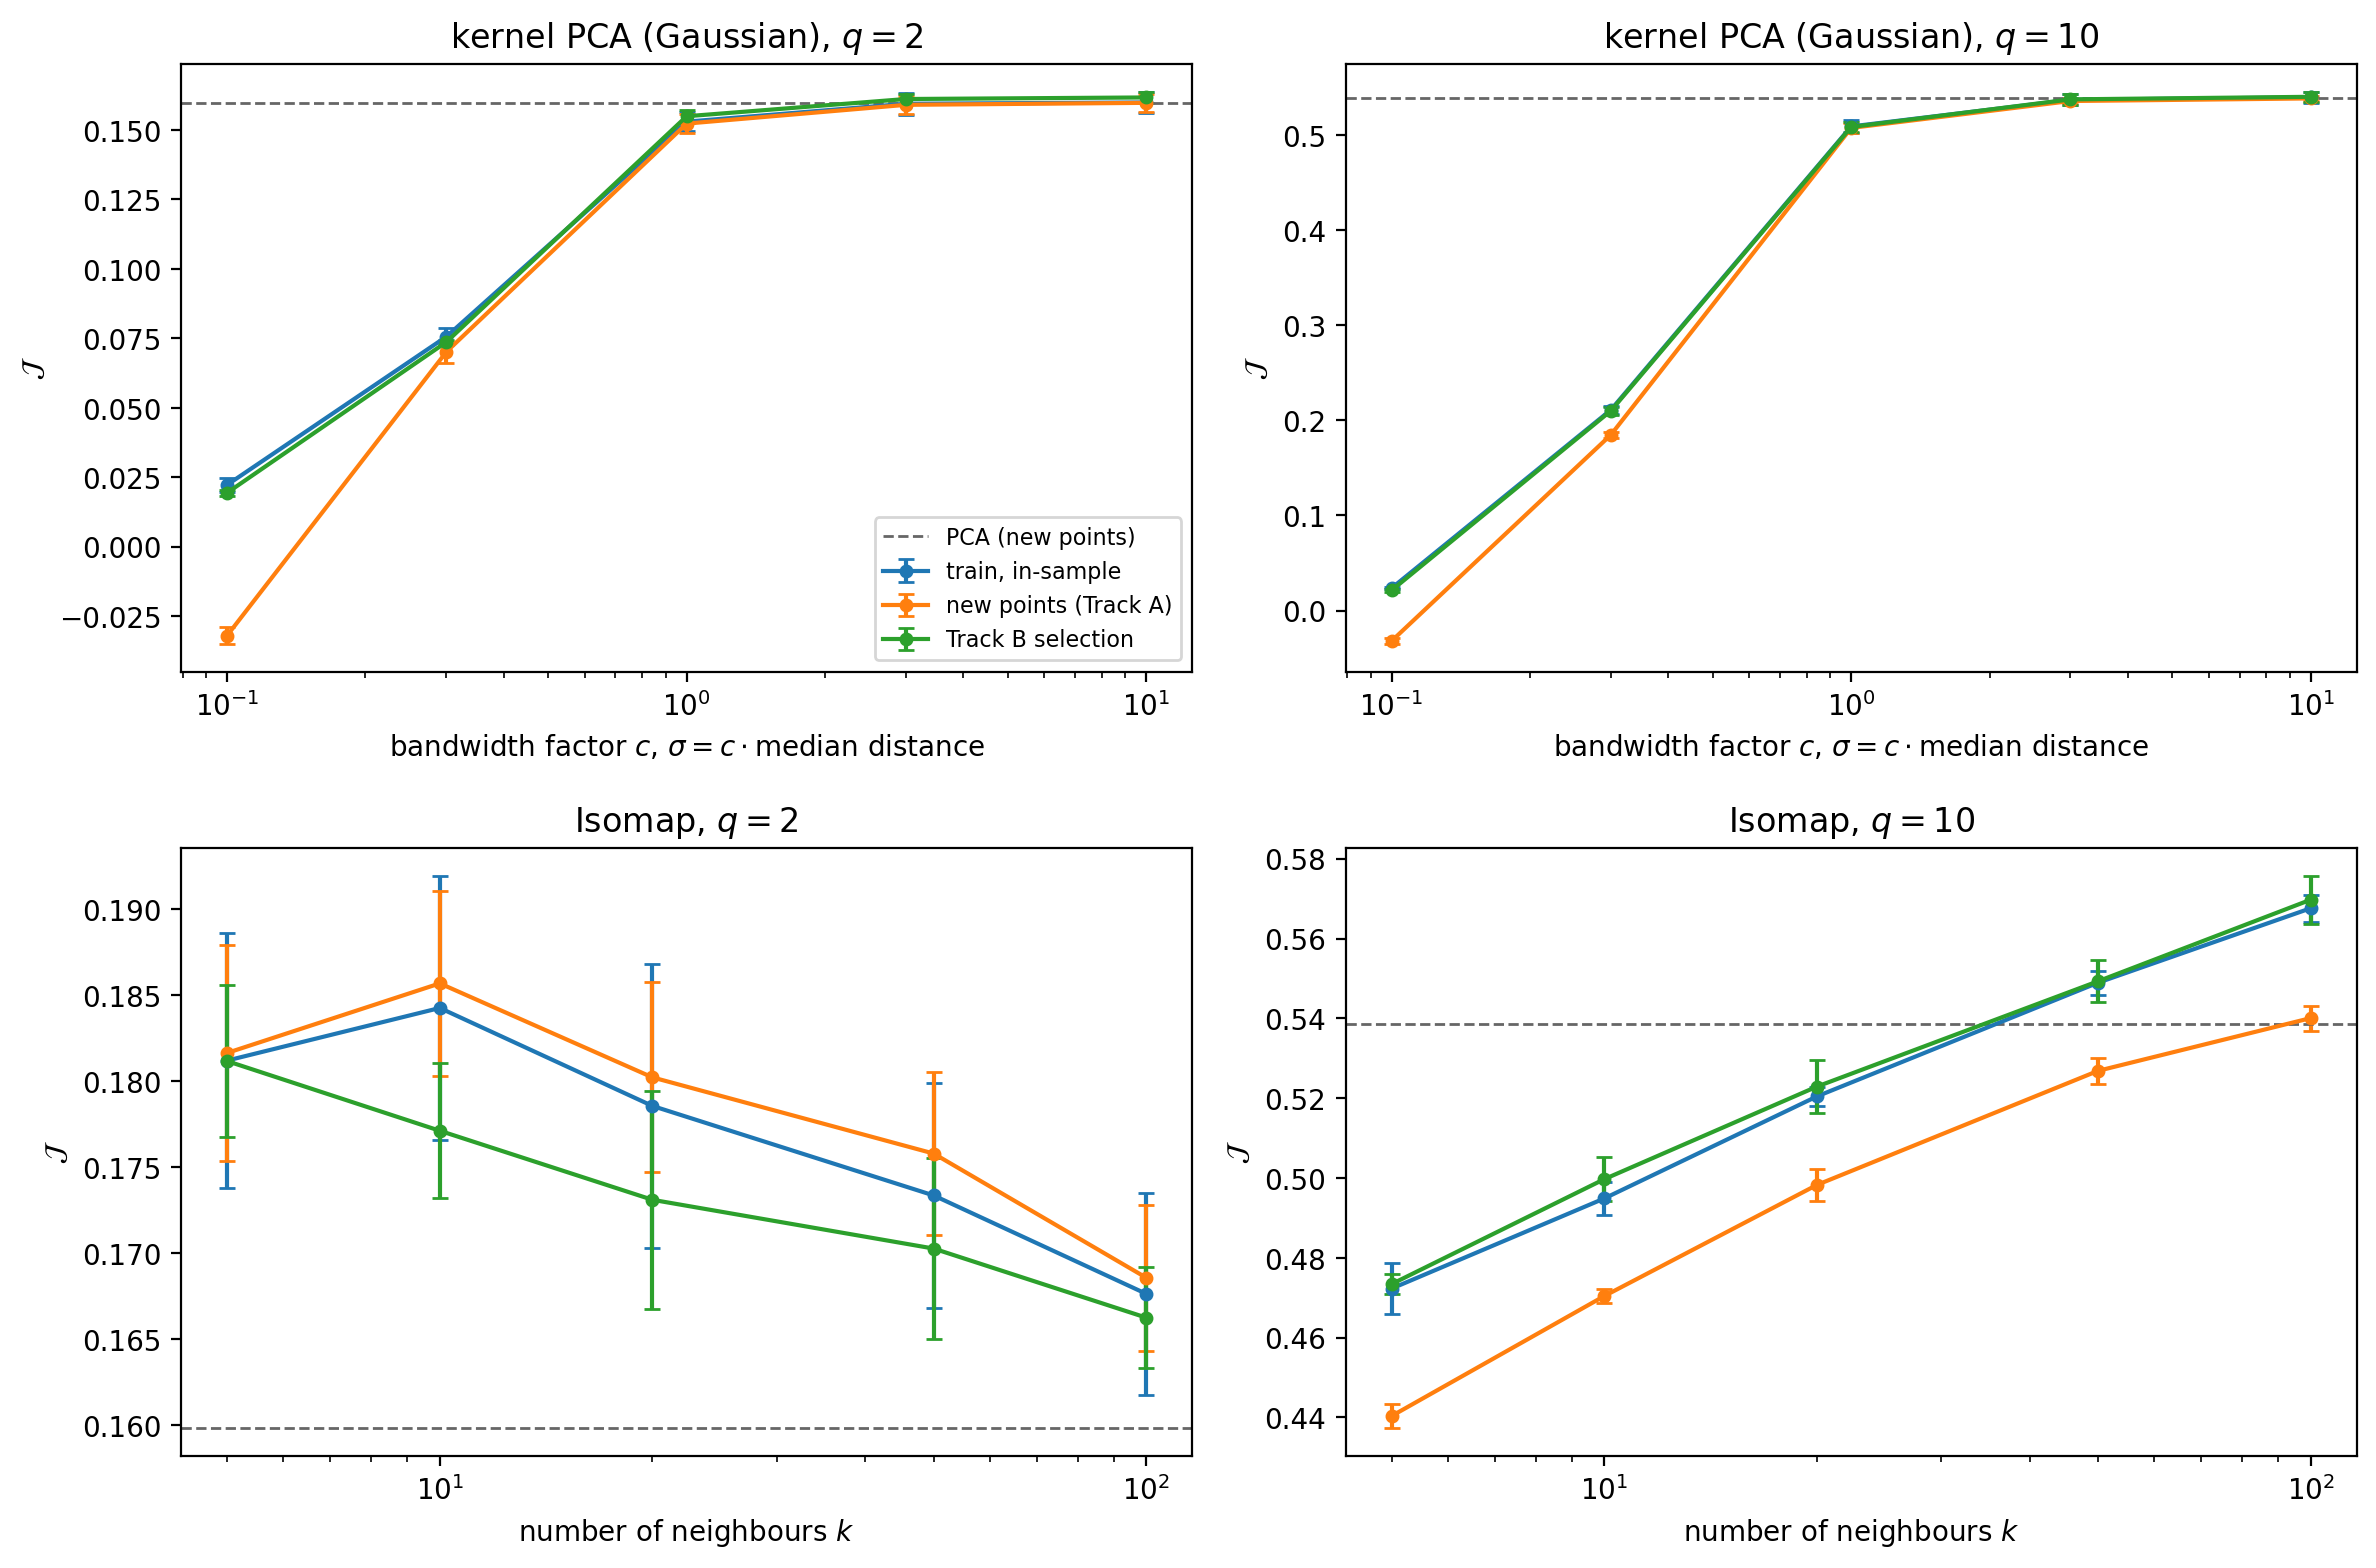 kernel PCA (Gaussian), q = 2
𝒥
0.150
0.125
0.100
0.075
0.050
0.025
0.000
−0.025
PCA (new points)
train, in-sample
new points (Track A)
Track B selection
10⁻¹
10⁰
10¹
bandwidth factor c, σ = c · median distance
kernel PCA (Gaussian), q = 10
𝒥
0.5
0.4
0.3
0.2
0.1
0.0
10⁻¹
10⁰
10¹
bandwidth factor c, σ = c · median distance
Isomap, q = 2
𝒥
0.190
0.185
0.180
0.175
0.170
0.165
0.160
10¹
10²
number of neighbours k
Isomap, q = 10
𝒥
0.58
0.56
0.54
0.52
0.50
0.48
0.46
0.44
10¹
10²
number of neighbours k